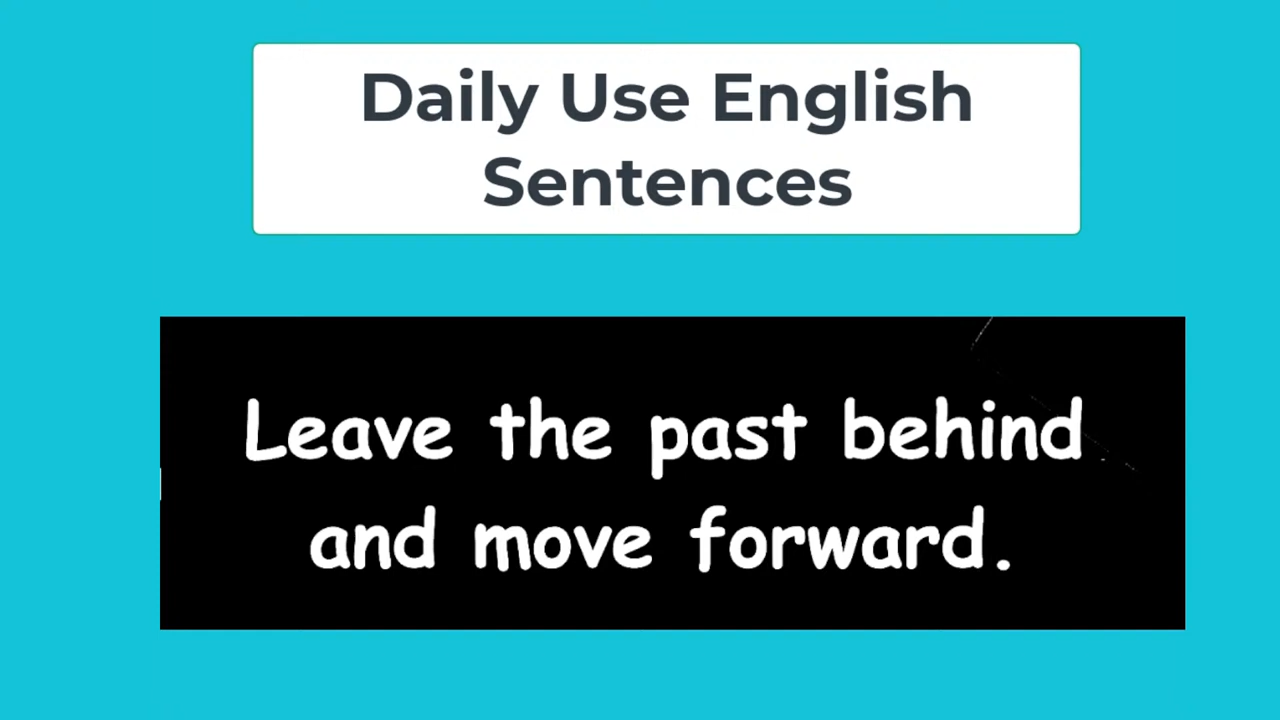 Daily Use English
Sentences
Leave the past behind
and move forward.